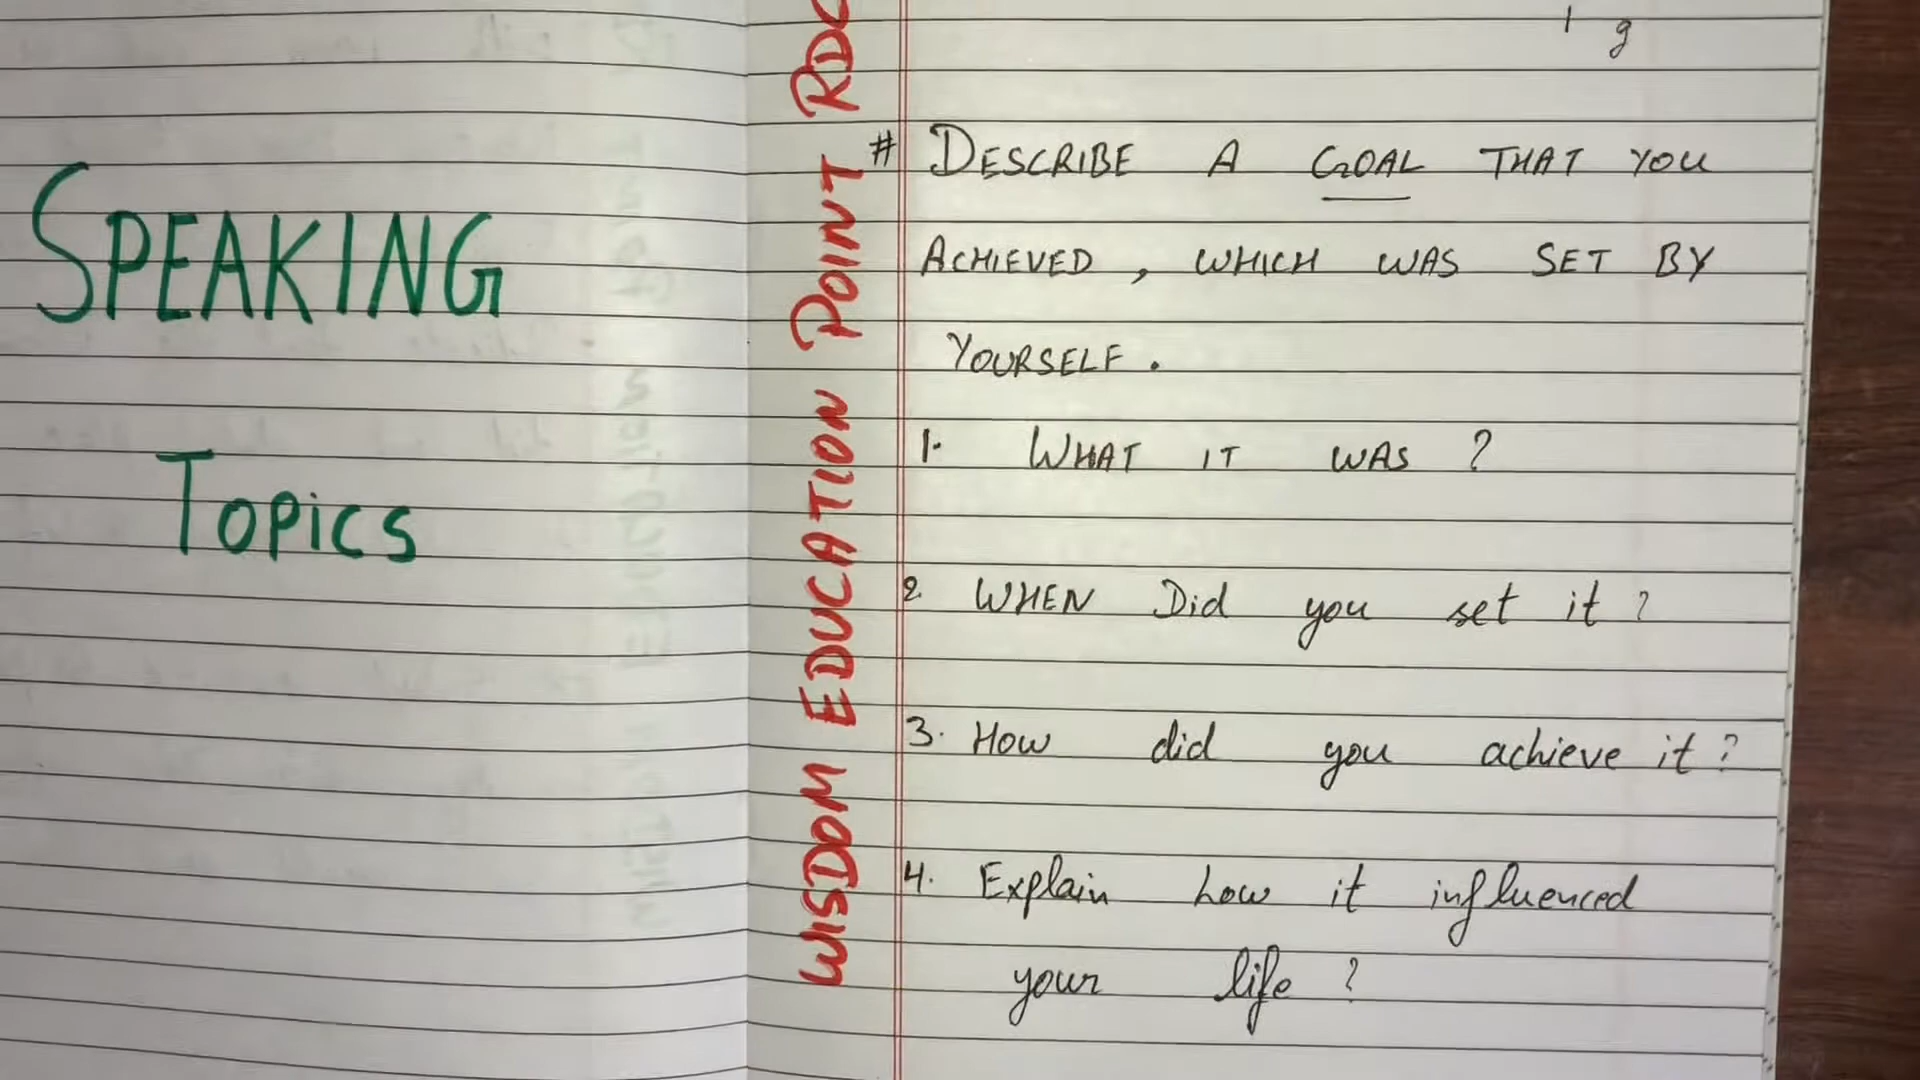 SPEAKING
Topics
WISDOM EDUCATION POINT RDC
# DESCRIBE A GOAL THAT YOU
ACHIEVED, WHICH WAS SET BY
YOURSELF.
1. WHAT IT WAS ?
2. WHEN Did you set it ?
3. How did you achieve it ?
4. Explain how it influenced
your life ?